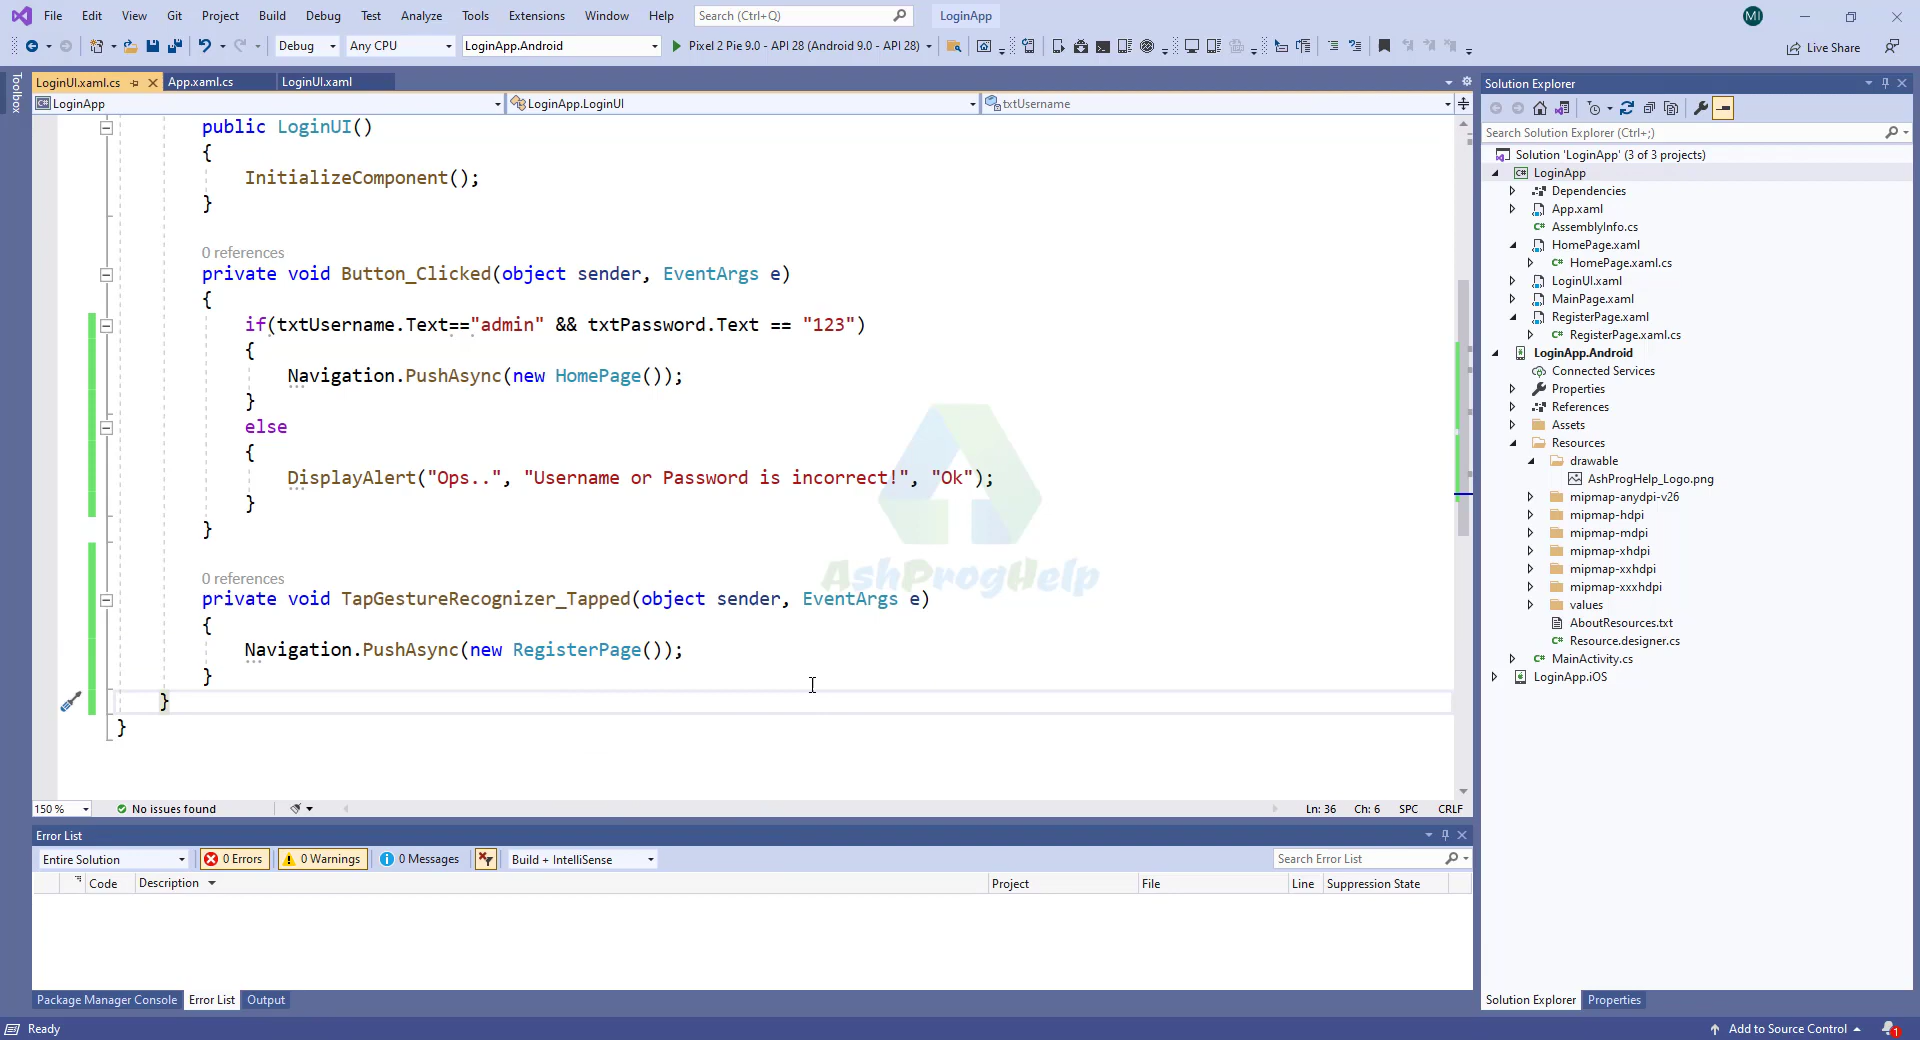 File Edit View Git Project Build Debug Test Analyze Tools Extensions Window Help Search (Ctrl+Q) LoginApp MI
Debug Any CPU LoginApp.Android Pixel 2 Pie 9.0 - API 28 (Android 9.0 - API 28) Live Share
Toolbox
LoginUI.xaml.cs App.xaml.cs LoginUI.xaml
LoginApp LoginApp.LoginUI txtUsername
public LoginUI()
{
InitializeComponent();
}
0 references
private void Button_Clicked(object sender, EventArgs e)
{
if(txtUsername.Text=="admin" && txtPassword.Text == "123")
{
Navigation.PushAsync(new HomePage());
}
else
{
DisplayAlert("Ops..", "Username or Password is incorrect!", "Ok");
}
}
AshProgHelp
0 references
private void TapGestureRecognizer_Tapped(object sender, EventArgs e)
{
Navigation.PushAsync(new RegisterPage());
}
}
}
150 % No issues found Ln: 36 Ch: 6 SPC CRLF
Error List
Entire Solution 0 Errors 0 Warnings 0 Messages Build + IntelliSense Search Error List
Code Description Project File Line Suppression State
Package Manager Console Error List Output
Solution Explorer
Search Solution Explorer (Ctrl+;)
Solution 'LoginApp' (3 of 3 projects)
LoginApp
Dependencies
App.xaml
AssemblyInfo.cs
HomePage.xaml
HomePage.xaml.cs
LoginUI.xaml
MainPage.xaml
RegisterPage.xaml
RegisterPage.xaml.cs
LoginApp.Android
Connected Services
Properties
References
Assets
Resources
drawable
AshProgHelp_Logo.png
mipmap-anydpi-v26
mipmap-hdpi
mipmap-mdpi
mipmap-xhdpi
mipmap-xxhdpi
mipmap-xxxhdpi
values
AboutResources.txt
Resource.designer.cs
MainActivity.cs
LoginApp.iOS
Solution Explorer Properties
Ready Add to Source Control 1